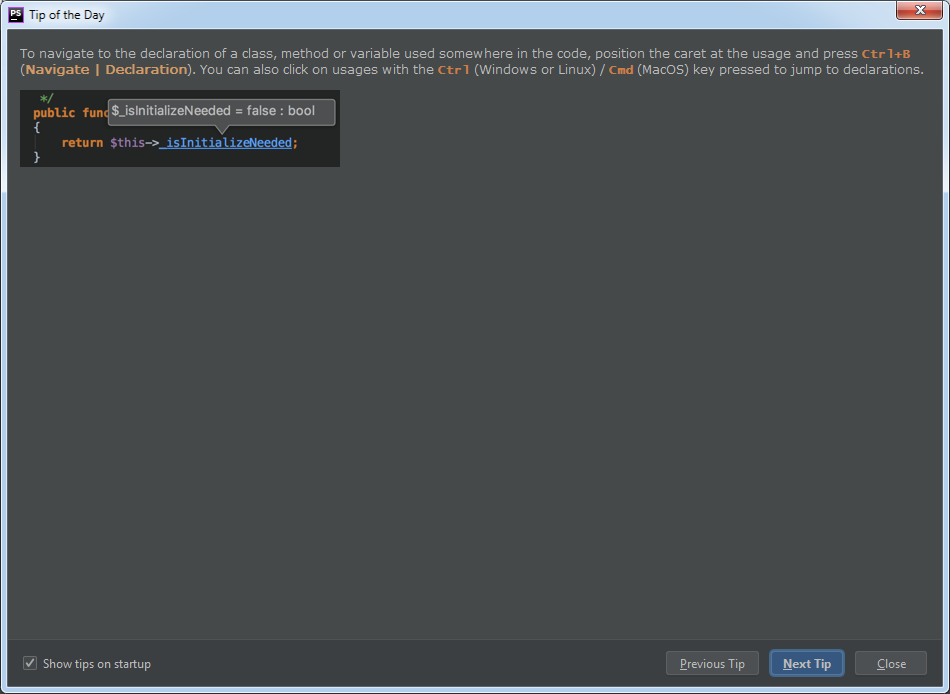 PS Tip of the Day
To navigate to the declaration of a class, method or variable used somewhere in the code, position the caret at the usage and press Ctrl+B
(Navigate | Declaration). You can also click on usages with the Ctrl (Windows or Linux) / Cmd (MacOS) key pressed to jump to declarations.
*/
public func
$_isInitializeNeeded = false : bool
{
return $this->_isInitializeNeeded;
}
Show tips on startup
Previous Tip
Next Tip
Close